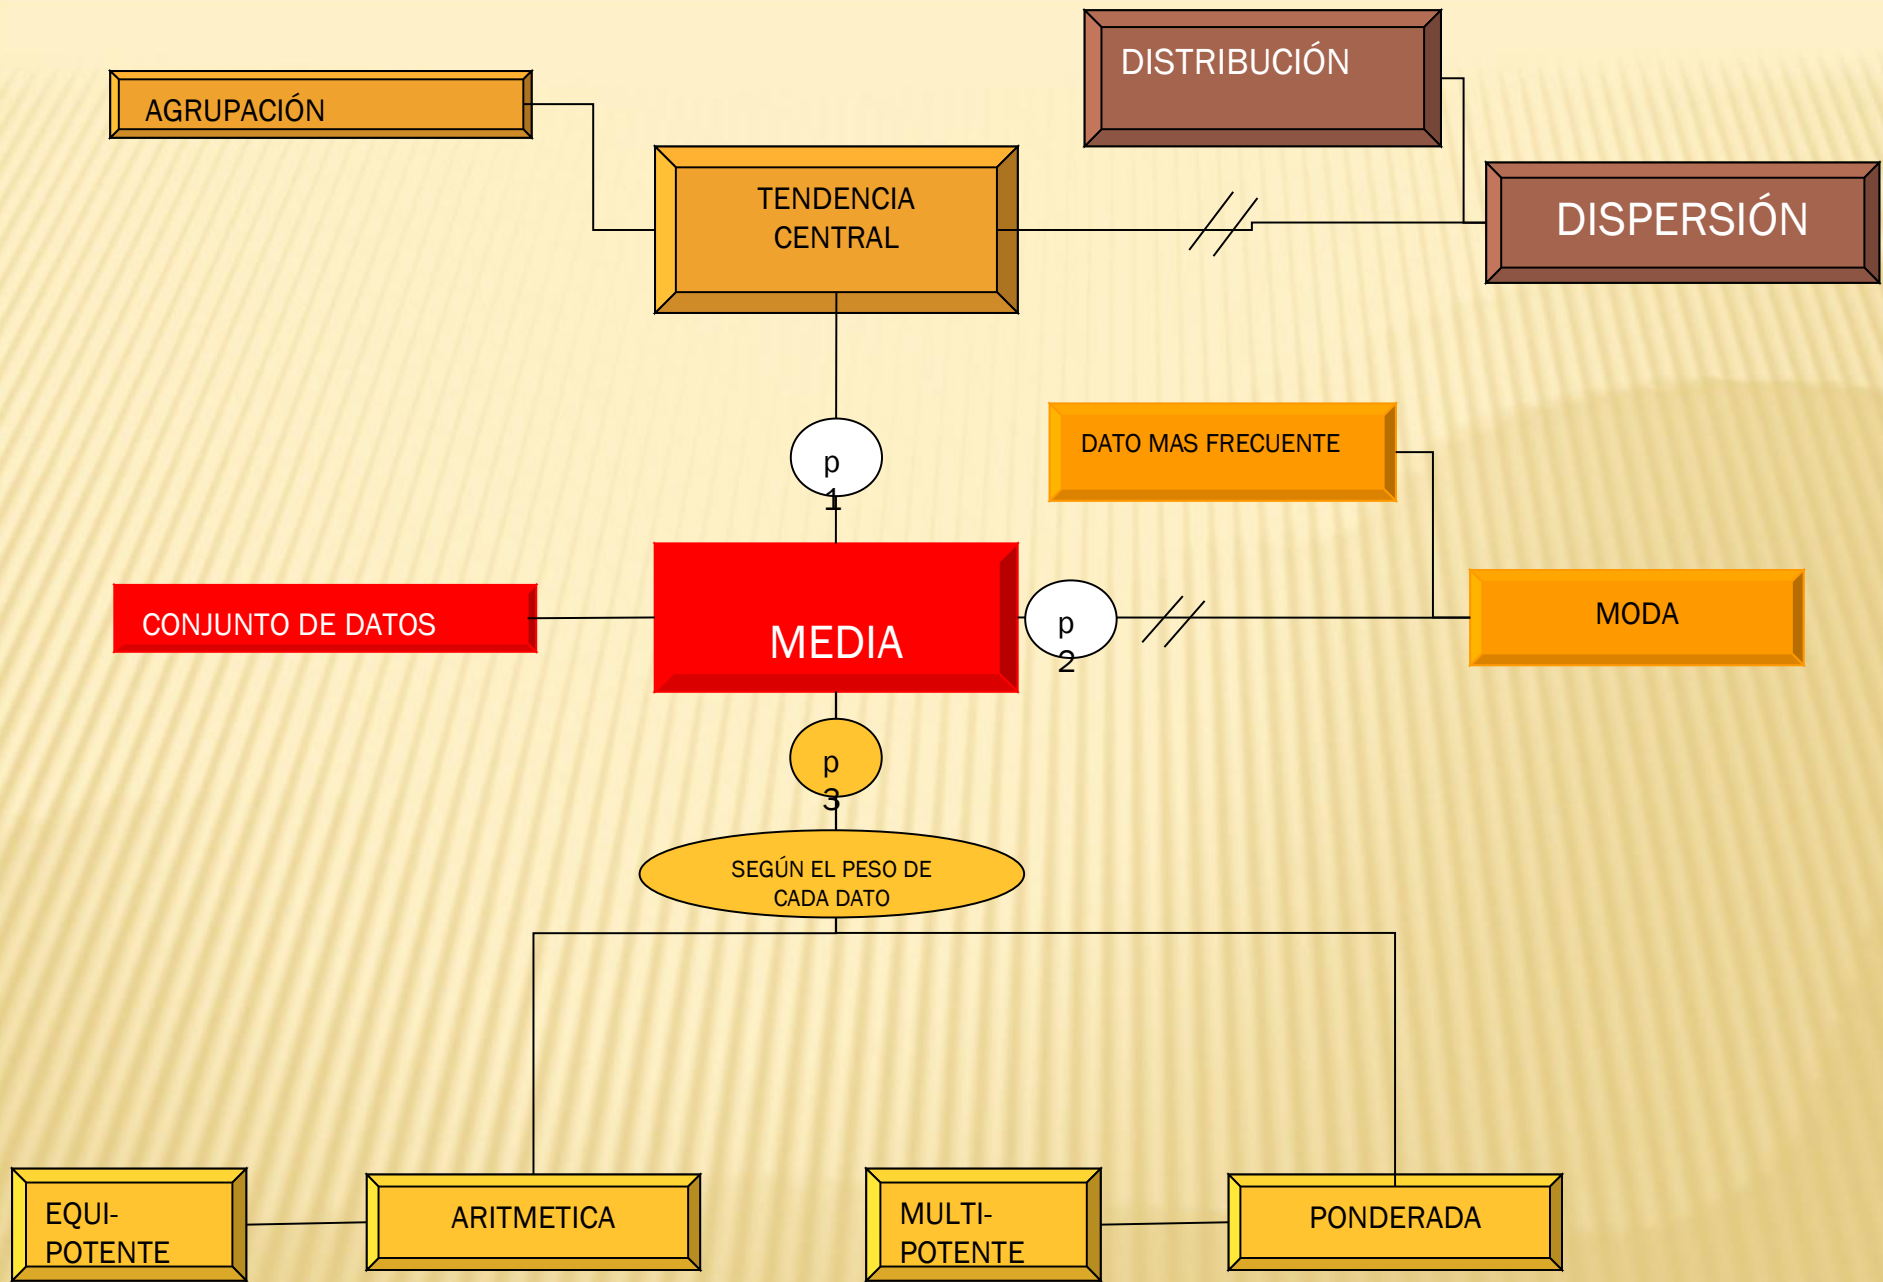 DISTRIBUCIÓN
AGRUPACIÓN
TENDENCIA
CENTRAL
DISPERSIÓN
p
1
DATO MAS FRECUENTE
CONJUNTO DE DATOS
MEDIA
p
2
MODA
p
3
SEGÚN EL PESO DE
CADA DATO
EQUI-
POTENTE
ARITMETICA
MULTI-
POTENTE
PONDERADA